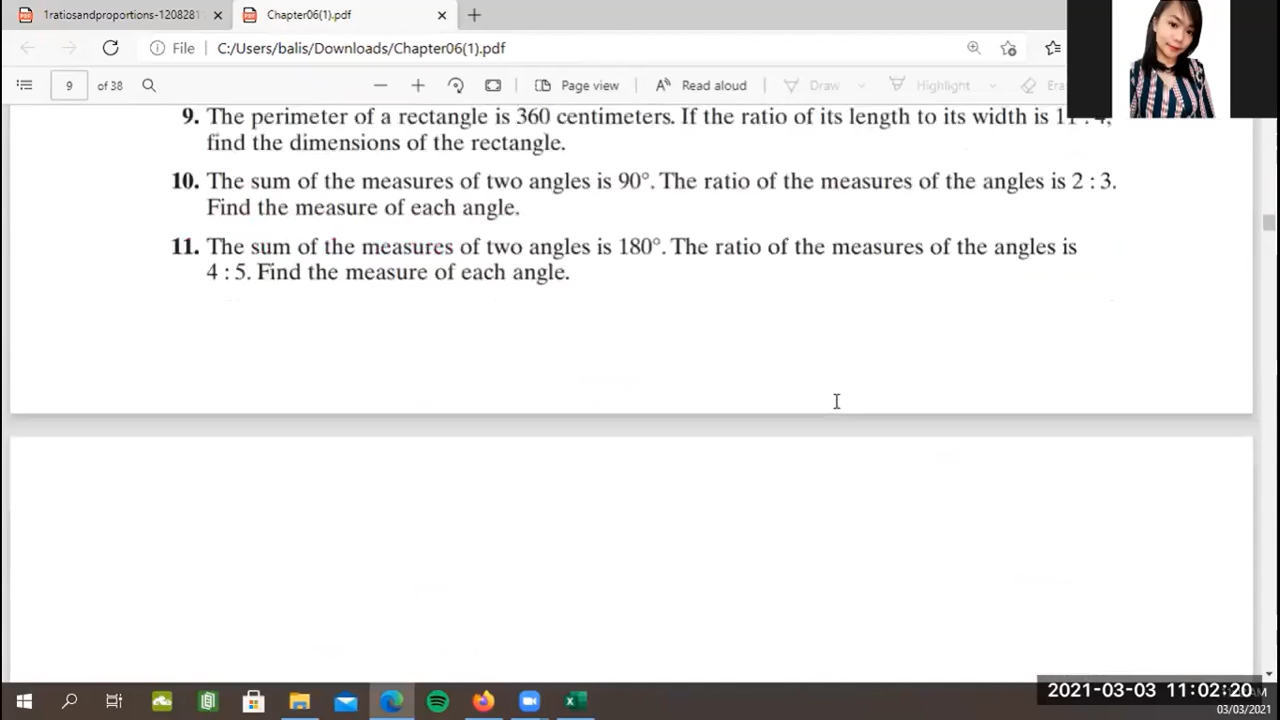 1ratiosandproportions-1208281
Chapter06(1).pdf
File
C:/Users/balis/Downloads/Chapter06(1).pdf
9
of 38
Page view
Read aloud
Draw
Highlight
Era
9. The perimeter of a rectangle is 360 centimeters. If the ratio of its length to its width is 11 : 4,
find the dimensions of the rectangle.
10. The sum of the measures of two angles is 90°. The ratio of the measures of the angles is 2 : 3.
Find the measure of each angle.
11. The sum of the measures of two angles is 180°. The ratio of the measures of the angles is
4 : 5. Find the measure of each angle.
2021-03-03 11:02:20
03/03/2021